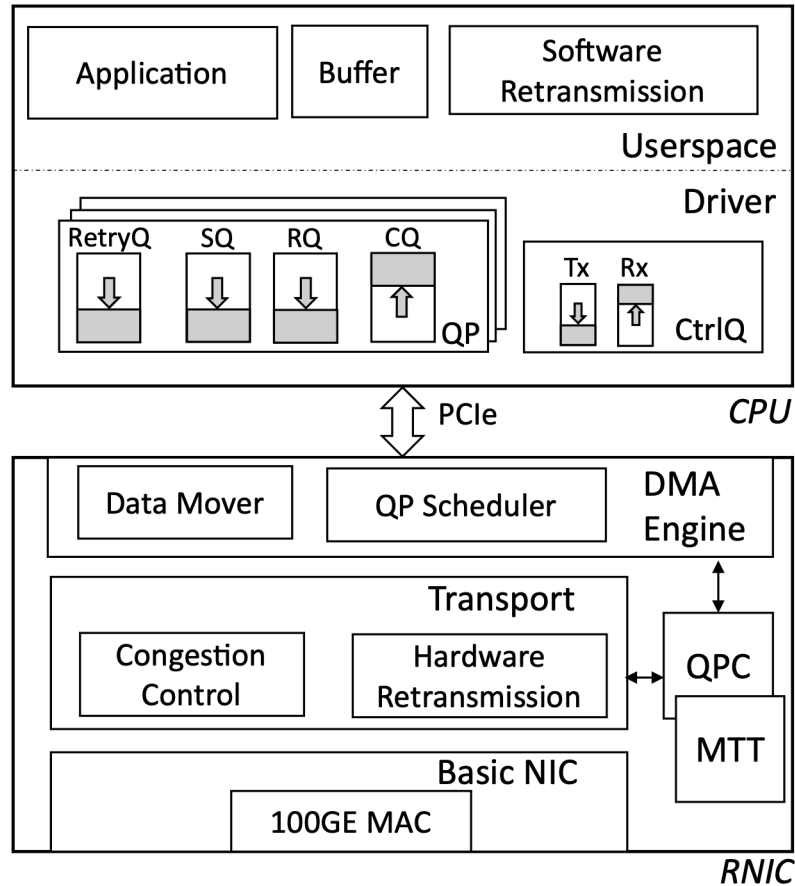 Application
Buffer
Software
Retransmission
Userspace
Driver
RetryQ
SQ
RQ
CQ
QP
Tx
Rx
CtrlQ
PCIe
CPU
Data Mover
QP Scheduler
DMA
Engine
Transport
Congestion
Control
Hardware
Retransmission
QPC
MTT
Basic NIC
100GE MAC
RNIC